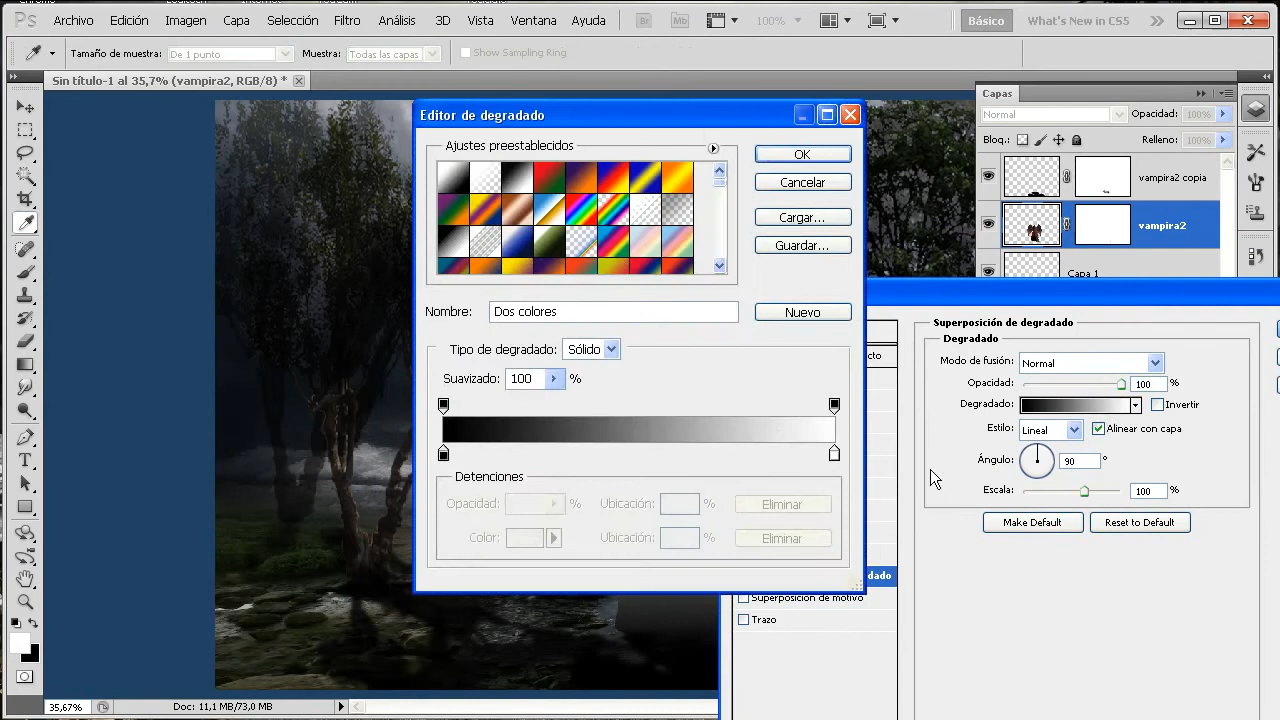 Ps Archivo Edición Imagen Capa Selección Filtro Análisis 3D Vista Ventana Ayuda Br Mb 100% Básico What's New in CS5
Tamaño de muestra: De 1 punto Muestra: Todas las capas Show Sampling Ring
Sin título-1 al 35,7% (vampira2, RGB/8) *
Capas
Normal Opacidad: 100%
Bloq.: Relleno: 100%
vampira2 copia
vampira2
Capa 1
Editor de degradado
Ajustes preestablecidos
OK
Cancelar
Cargar...
Guardar...
Nombre: Dos colores Nuevo
Tipo de degradado: Sólido
Suavizado: 100 %
Detenciones
Opacidad: % Ubicación: % Eliminar
Color: Ubicación: % Eliminar
Superposición de degradado
Degradado
Modo de fusión: Normal
Opacidad: 100 %
Degradado: Invertir
Estilo: Lineal Alinear con capa
Ángulo: 90 °
Escala: 100 %
Make Default Reset to Default
cto
dado
Superposición de motivo
Trazo
35,67% Doc: 11,1 MB/73,0 MB